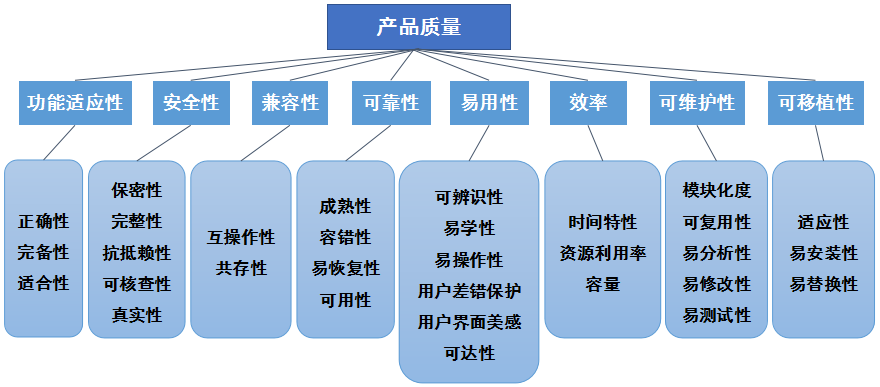 产品质量
功能适应性
安全性
兼容性
可靠性
易用性
效率
可维护性
可移植性
正确性
完备性
适合性
保密性
完整性
抗抵赖性
可核查性
真实性
互操作性
共存性
成熟性
容错性
易恢复性
可用性
可辨识性
易学性
易操作性
用户差错保护
用户界面美感
可达性
时间特性
资源利用率
容量
模块化度
可复用性
易分析性
易修改性
易测试性
适应性
易安装性
易替换性